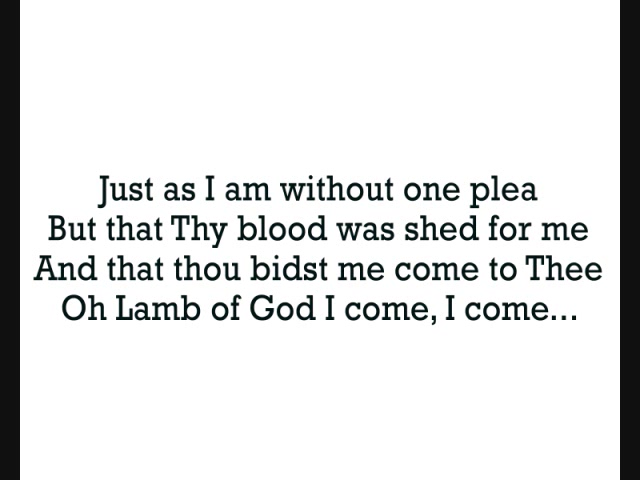 Just as I am without one plea
But that Thy blood was shed for me
And that thou bidst me come to Thee
Oh Lamb of God I come, I come...